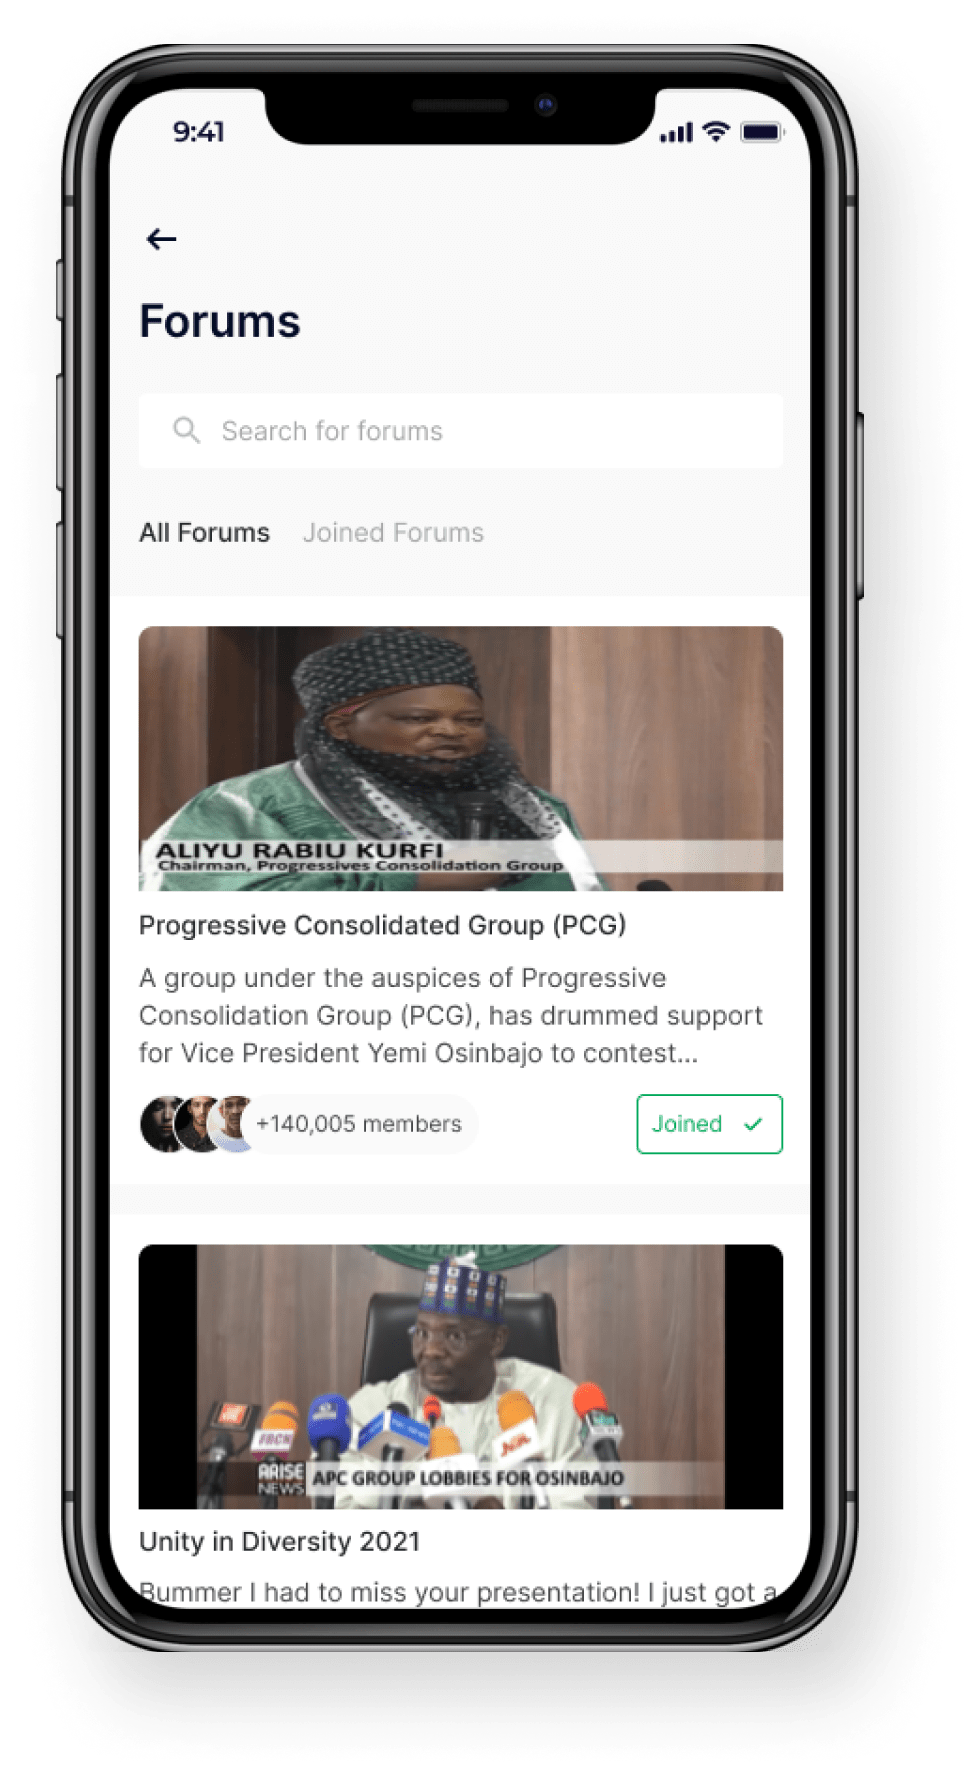 9:41
Forums
Search for forums
All Forums Joined Forums
ALIYU RABIU KURFI
Chairman, Progressives Consolidation Group
Progressive Consolidated Group (PCG)
A group under the auspices of Progressive
Consolidation Group (PCG), has drummed support
for Vice President Yemi Osinbajo to contest...
+140,005 members
Joined
FRCN
ARISE
NEWS
APC GROUP LOBBIES FOR OSINBAJO
Unity in Diversity 2021
Bummer I had to miss your presentation! I just got a